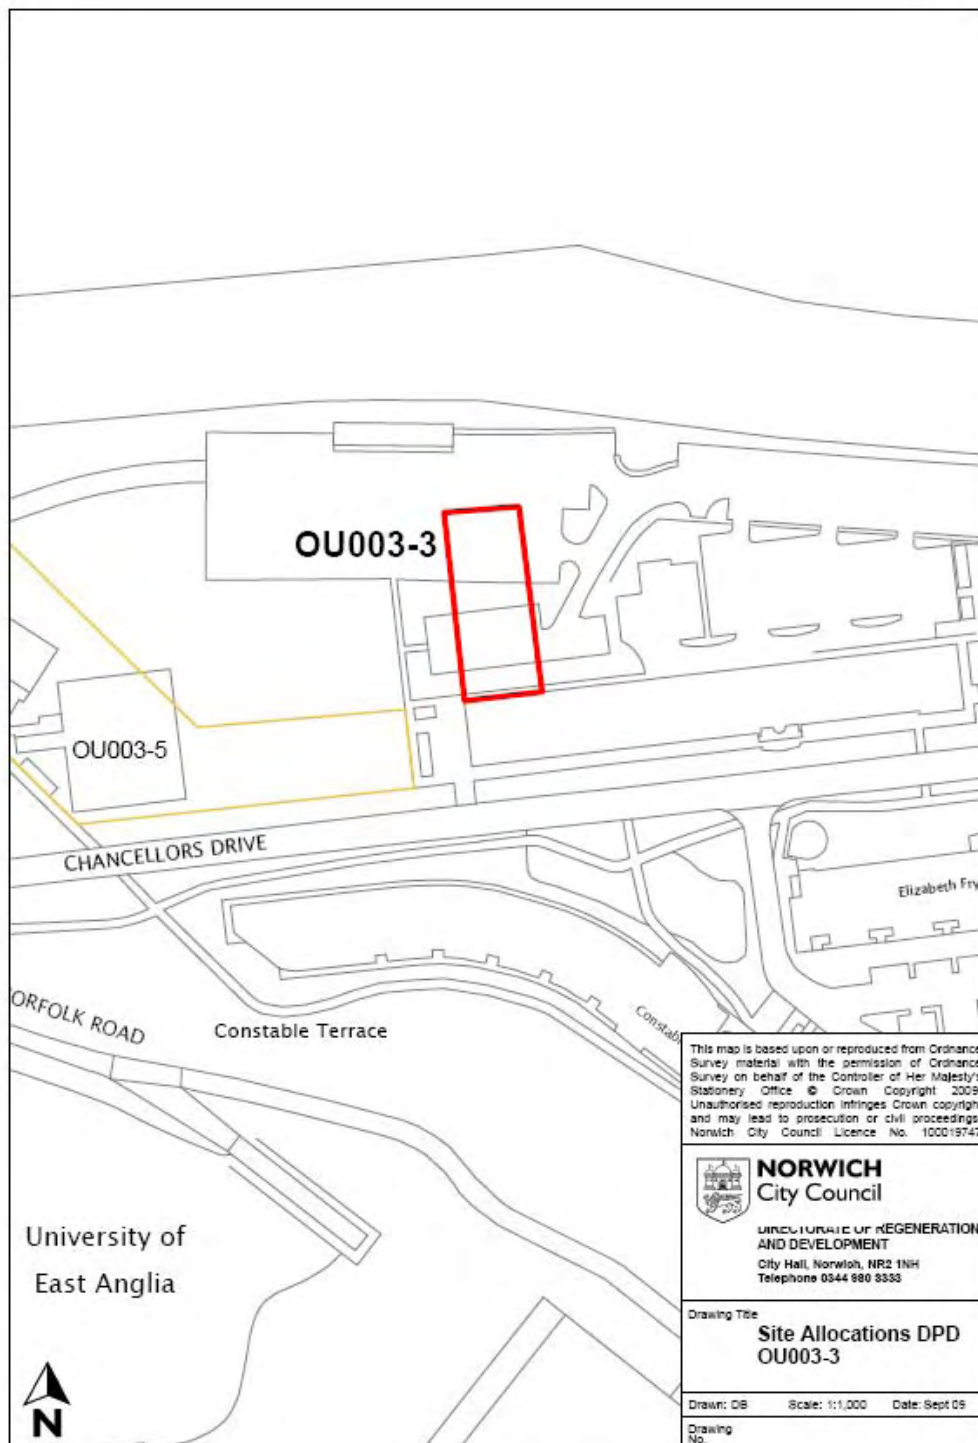 OU003-3
OU003-5
CHANCELLORS DRIVE
Elizabeth Fry
ORFOLK ROAD
Constable Terrace
Constab
University of
East Anglia
N
This map is based upon or reproduced from Ordnance
Survey material with the permission of Ordnance
Survey on behalf of the Controller of Her Majesty's
Stationery Office © Crown Copyright 2009.
Unauthorised reproduction infringes Crown copyright
and may lead to prosecution or civil proceedings.
Norwich City Council Licence No. 100019747
NORWICH
City Council
DIRECTORATE OF REGENERATION
AND DEVELOPMENT
City Hall, Norwich, NR2 1NH
Telephone 0344 980 3333
Drawing Title
Site Allocations DPD
OU003-3
Drawn: DB Scale: 1:1,000 Date: Sept 09
Drawing
No.